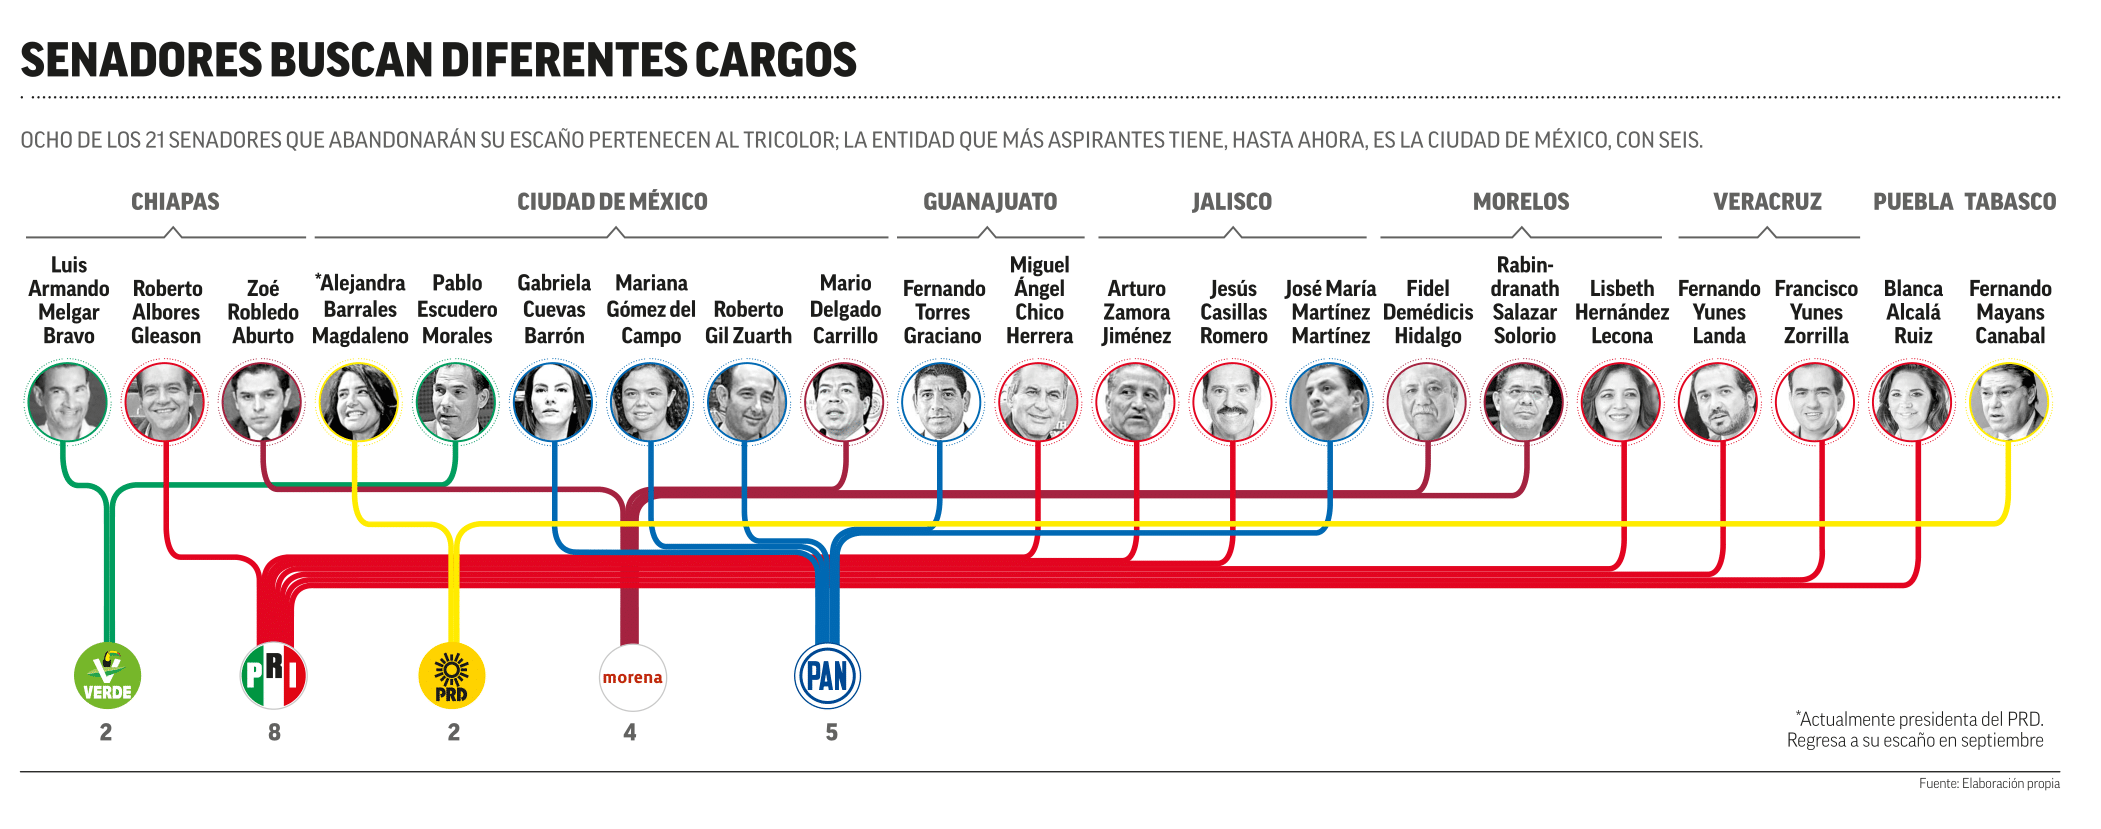 SENADORES BUSCAN DIFERENTES CARGOS
OCHO DE LOS 21 SENADORES QUE ABANDONARÁN SU ESCAÑO PERTENECEN AL TRICOLOR; LA ENTIDAD QUE MÁS ASPIRANTES TIENE, HASTA AHORA, ES LA CIUDAD DE MÉXICO, CON SEIS.
CHIAPAS
CIUDAD DE MÉXICO
GUANAJUATO
JALISCO
MORELOS
VERACRUZ
PUEBLA
TABASCO
Luis
Armando
Melgar
Bravo
Roberto
Albores
Gleason
Zoé
Robledo
Aburto
*Alejandra
Barrales
Magdaleno
Pablo
Escudero
Morales
Gabriela
Cuevas
Barrón
Mariana
Gómez del
Campo
Roberto
Gil Zuarth
Mario
Delgado
Carrillo
Fernando
Torres
Graciano
Miguel
Ángel
Chico
Herrera
Arturo
Zamora
Jiménez
Jesús
Casillas
Romero
José María
Martínez
Martínez
Fidel
Demédicis
Hidalgo
Rabin-
dranath
Salazar
Solorio
Lisbeth
Hernández
Lecona
Fernando
Yunes
Landa
Francisco
Yunes
Zorrilla
Blanca
Alcalá
Ruiz
Fernando
Mayans
Canabal
VERDE
PRI
PRD
morena
PAN
2
8
2
4
5
*Actualmente presidenta del PRD.
Regresa a su escaño en septiembre
Fuente: Elaboración propia